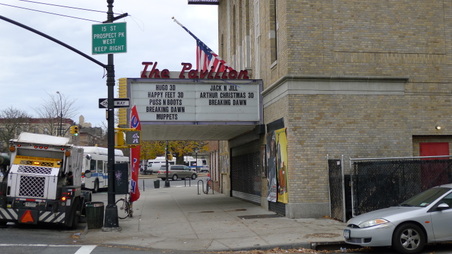 15 ST
PROSPECT PK
WEST
KEEP RIGHT
The Pavilion
HUGO 3D
HAPPY FEET 3D
PUSS N BOOTS
BREAKING DAWN
MUPPETS
JACK N JILL
ARTHUR CHRISTMAS 3D
BREAKING DAWN
WAY